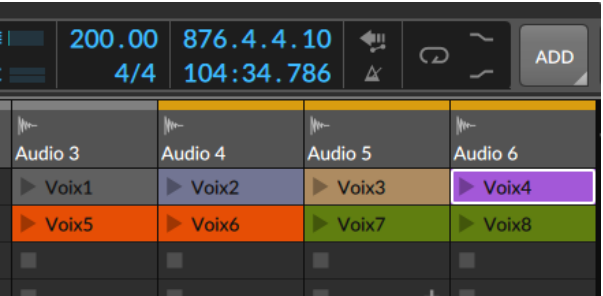 200.00 876.4.4.10
4/4 104:34.786
ADD
Audio 3 Audio 4 Audio 5 Audio 6
Voix1 Voix2 Voix3 Voix4
Voix5 Voix6 Voix7 Voix8